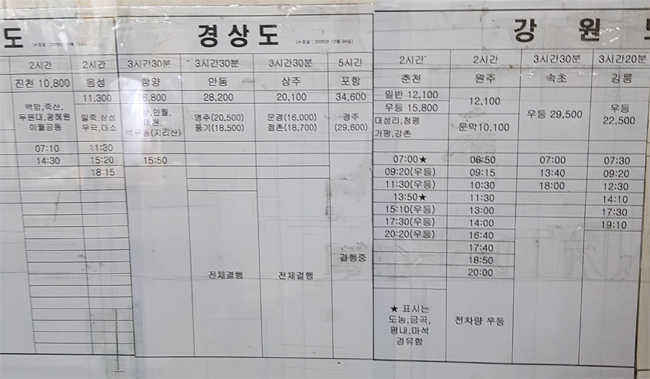 도 경상도 강 원
2시간 2시간 3시간30분 3시간30분 3시간30분 5시간 2시간 2시간 3시간30분 3시간20분
진천 10,800 음성 함양 안동 상주 포항 춘천 원주 속초 강릉
11,300 28,200 20,100 34,600 일반 12,100 12,100 우등 29,500 우등
우등 15,800 22,500
백암,죽산, 일죽,삼성 영주(20,500) 문경(16,000) 경주 대성리,청평 문막10,100
두원대,광혜원 무극,대소 풍기(18,500) 점촌(18,700) (29,600) 가평,강촌
이월금동 (지리산)
07:10 11:30 07:00★ 06:50 07:00 07:30
14:30 15:20 15:50 09:20(우등) 09:15 13:40 09:20
18:15 11:30(우등) 10:30 18:00 12:30
13:50★ 11:30 14:10
15:10(우등) 13:00 17:30
17:30(우등) 14:00 19:10
20:20(우등) 16:40
17:40
전체결행 전체결행 결행중 18:50
20:00
★ 표시는 전차량 우등
도농,금곡,
평내,마석
경유함